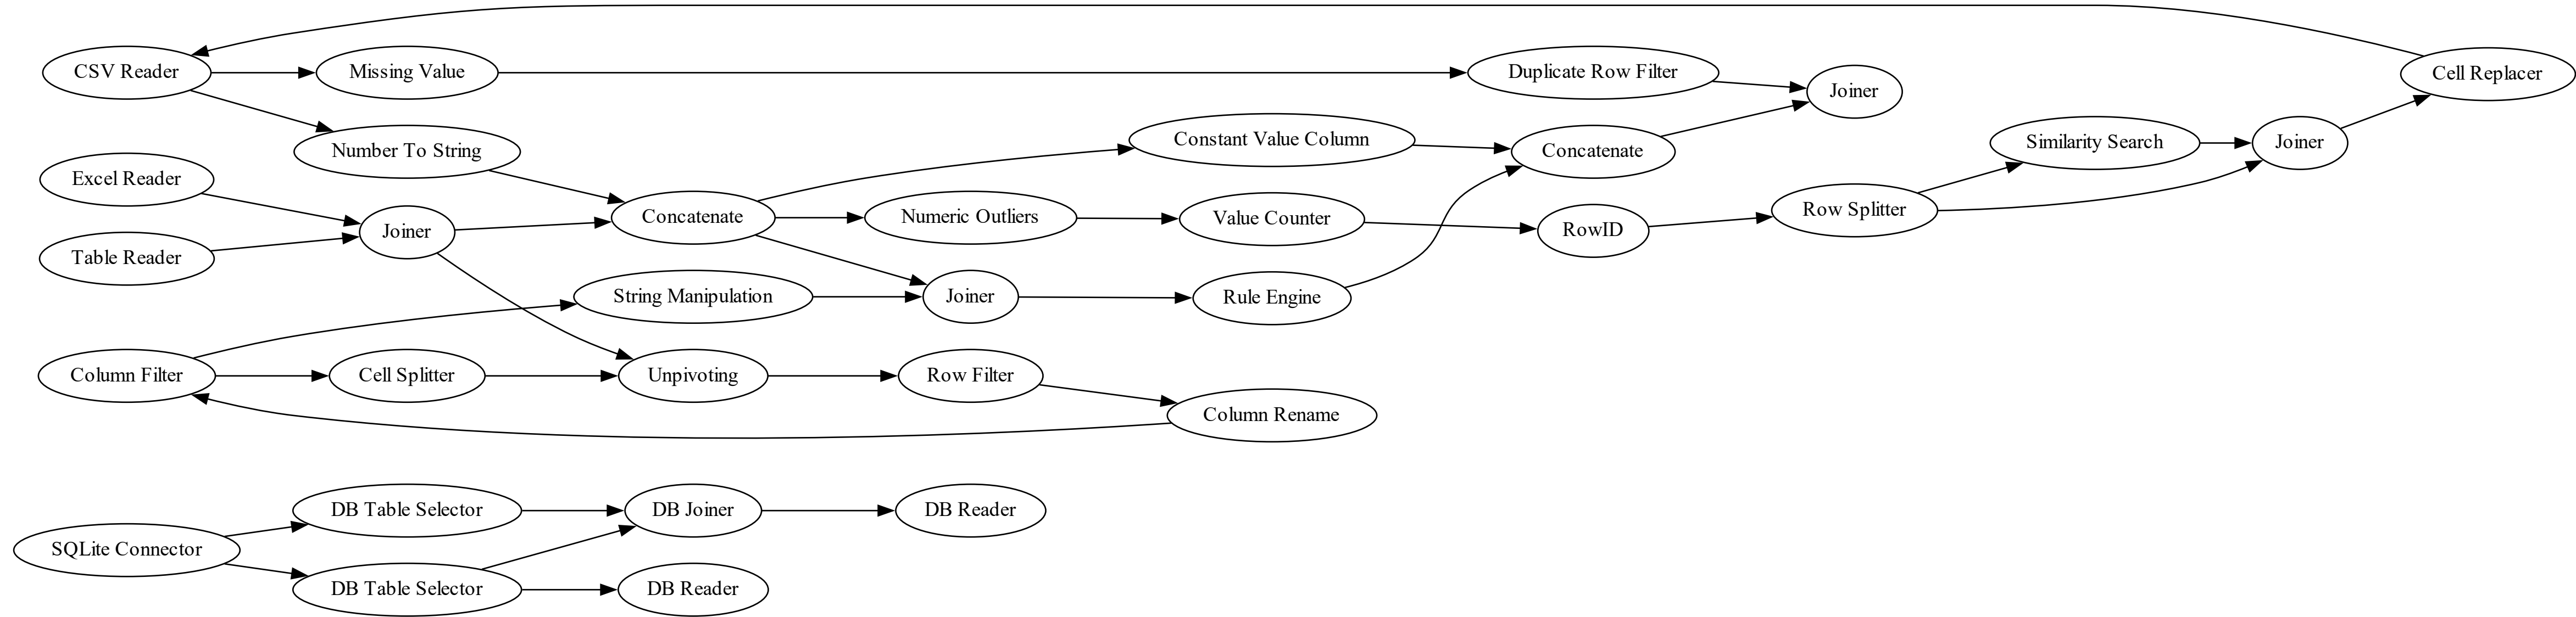 CSV Reader
Missing Value
Duplicate Row Filter
Joiner
Cell Replacer
Number To String
Constant Value Column
Concatenate
Similarity Search
Joiner
Excel Reader
Table Reader
Joiner
Concatenate
Numeric Outliers
Value Counter
RowID
Row Splitter
String Manipulation
Joiner
Rule Engine
Column Filter
Cell Splitter
Unpivoting
Row Filter
Column Rename
SQLite Connector
DB Table Selector
DB Joiner
DB Reader
DB Table Selector
DB Reader